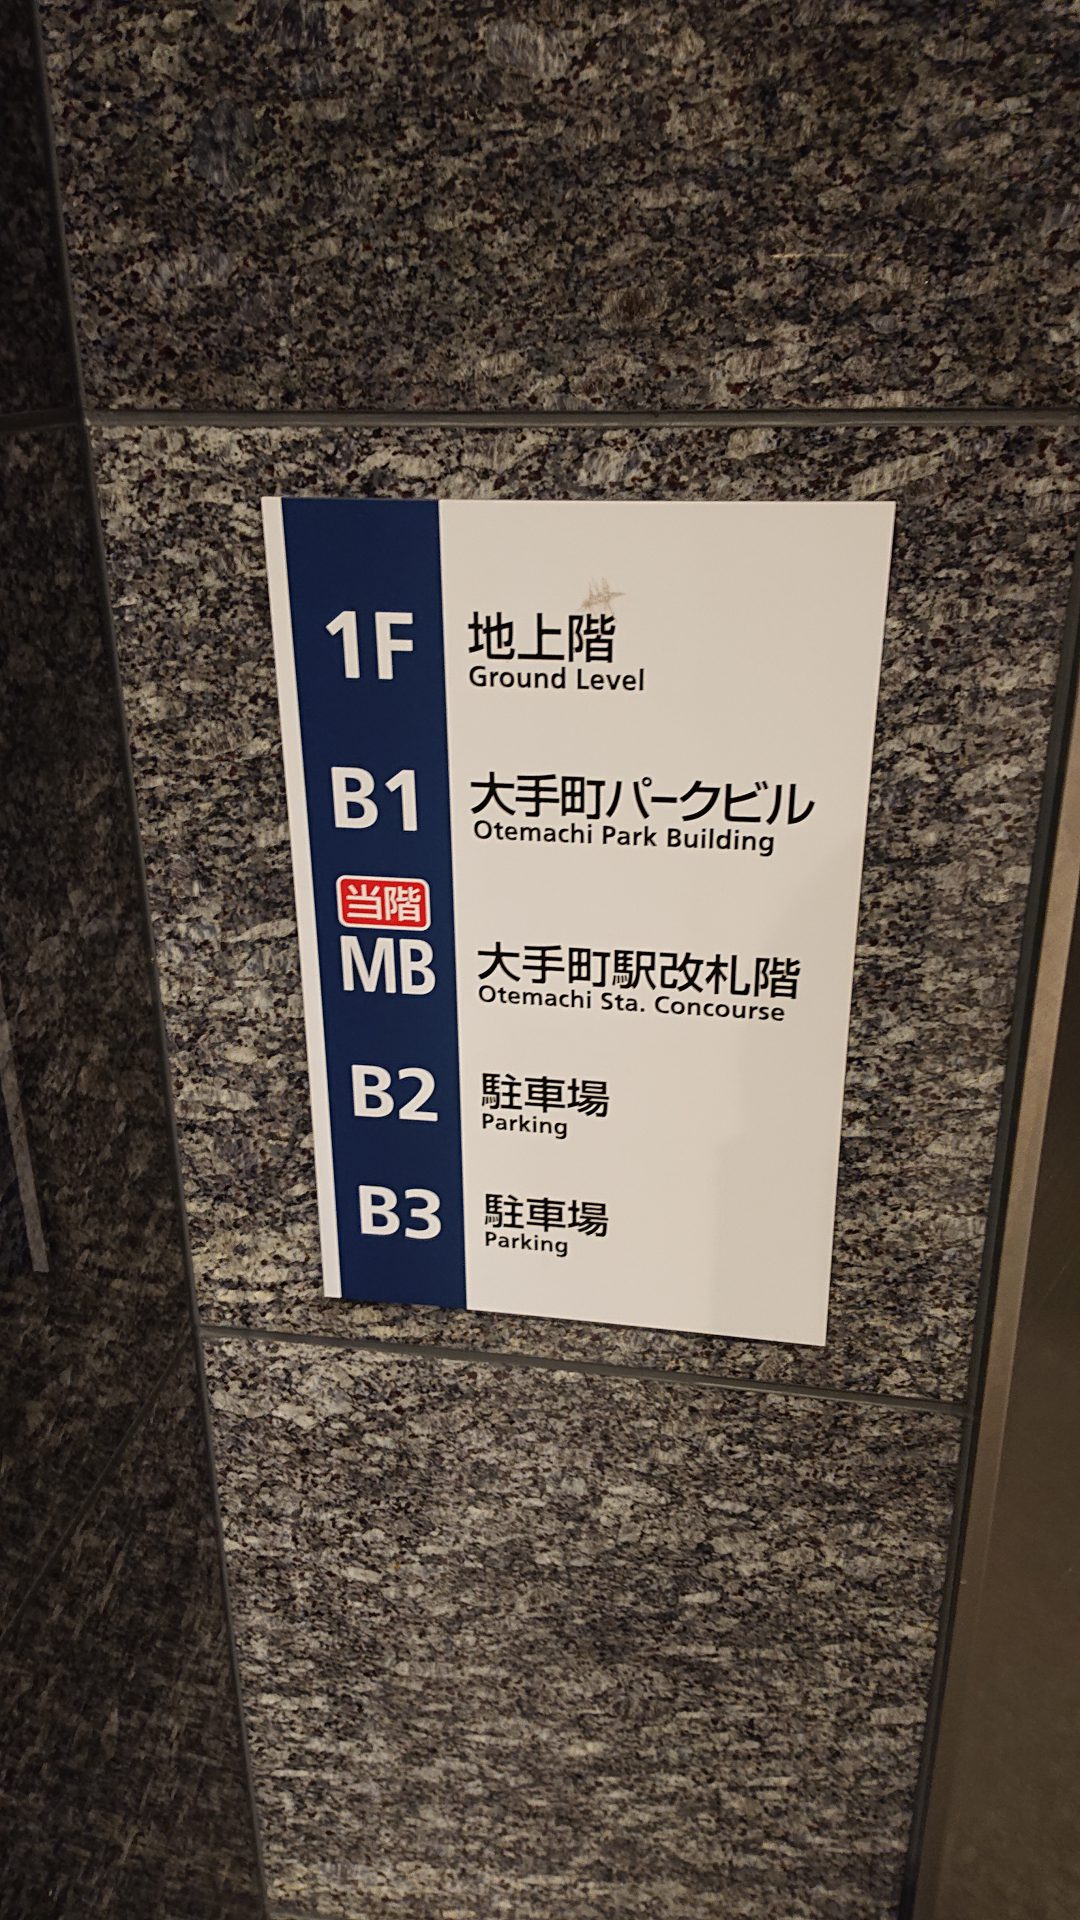 1F 地上階
Ground Level
B1 大手町パークビル
Otemachi Park Building
当階
MB 大手町駅改札階
Otemachi Sta. Concourse
B2 駐車場
Parking
B3 駐車場
Parking